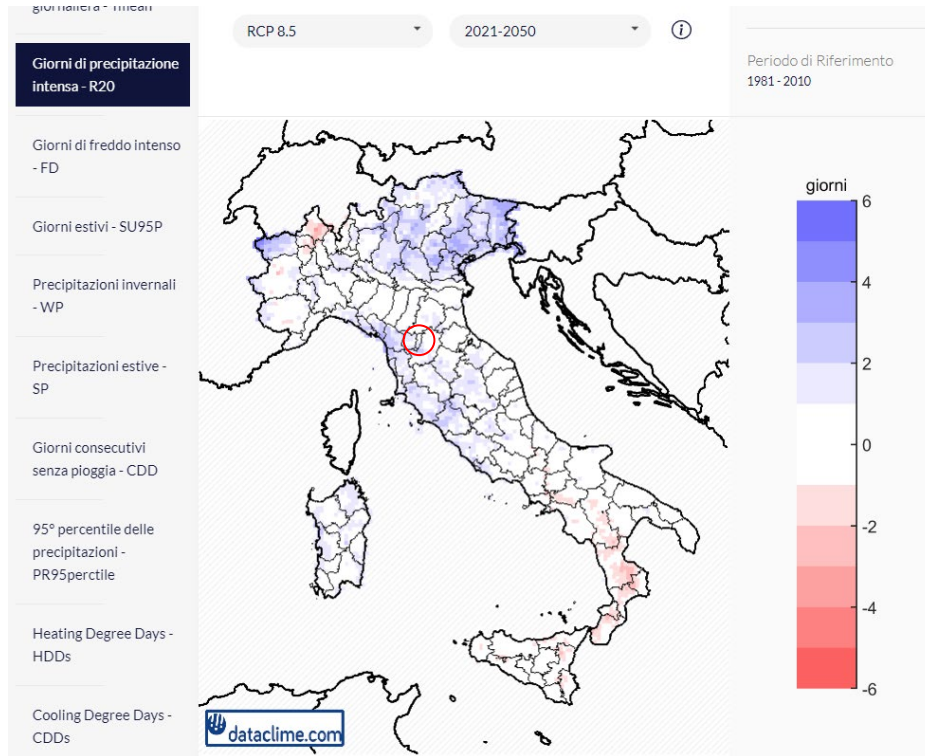 giornaliera - Tmean
Giorni di precipitazione
intensa - R20
Giorni di freddo intenso
- FD
Giorni estivi - SU95P
Precipitazioni invernali
- WP
Precipitazioni estive -
SP
Giorni consecutivi
senza pioggia - CDD
95° percentile delle
precipitazioni -
PR95perctile
Heating Degree Days -
HDDs
Cooling Degree Days -
CDDs
RCP 8.5
2021-2050
i
Periodo di Riferimento
1981 - 2010
giorni
6
4
2
0
-2
-4
-6
dataclime.com